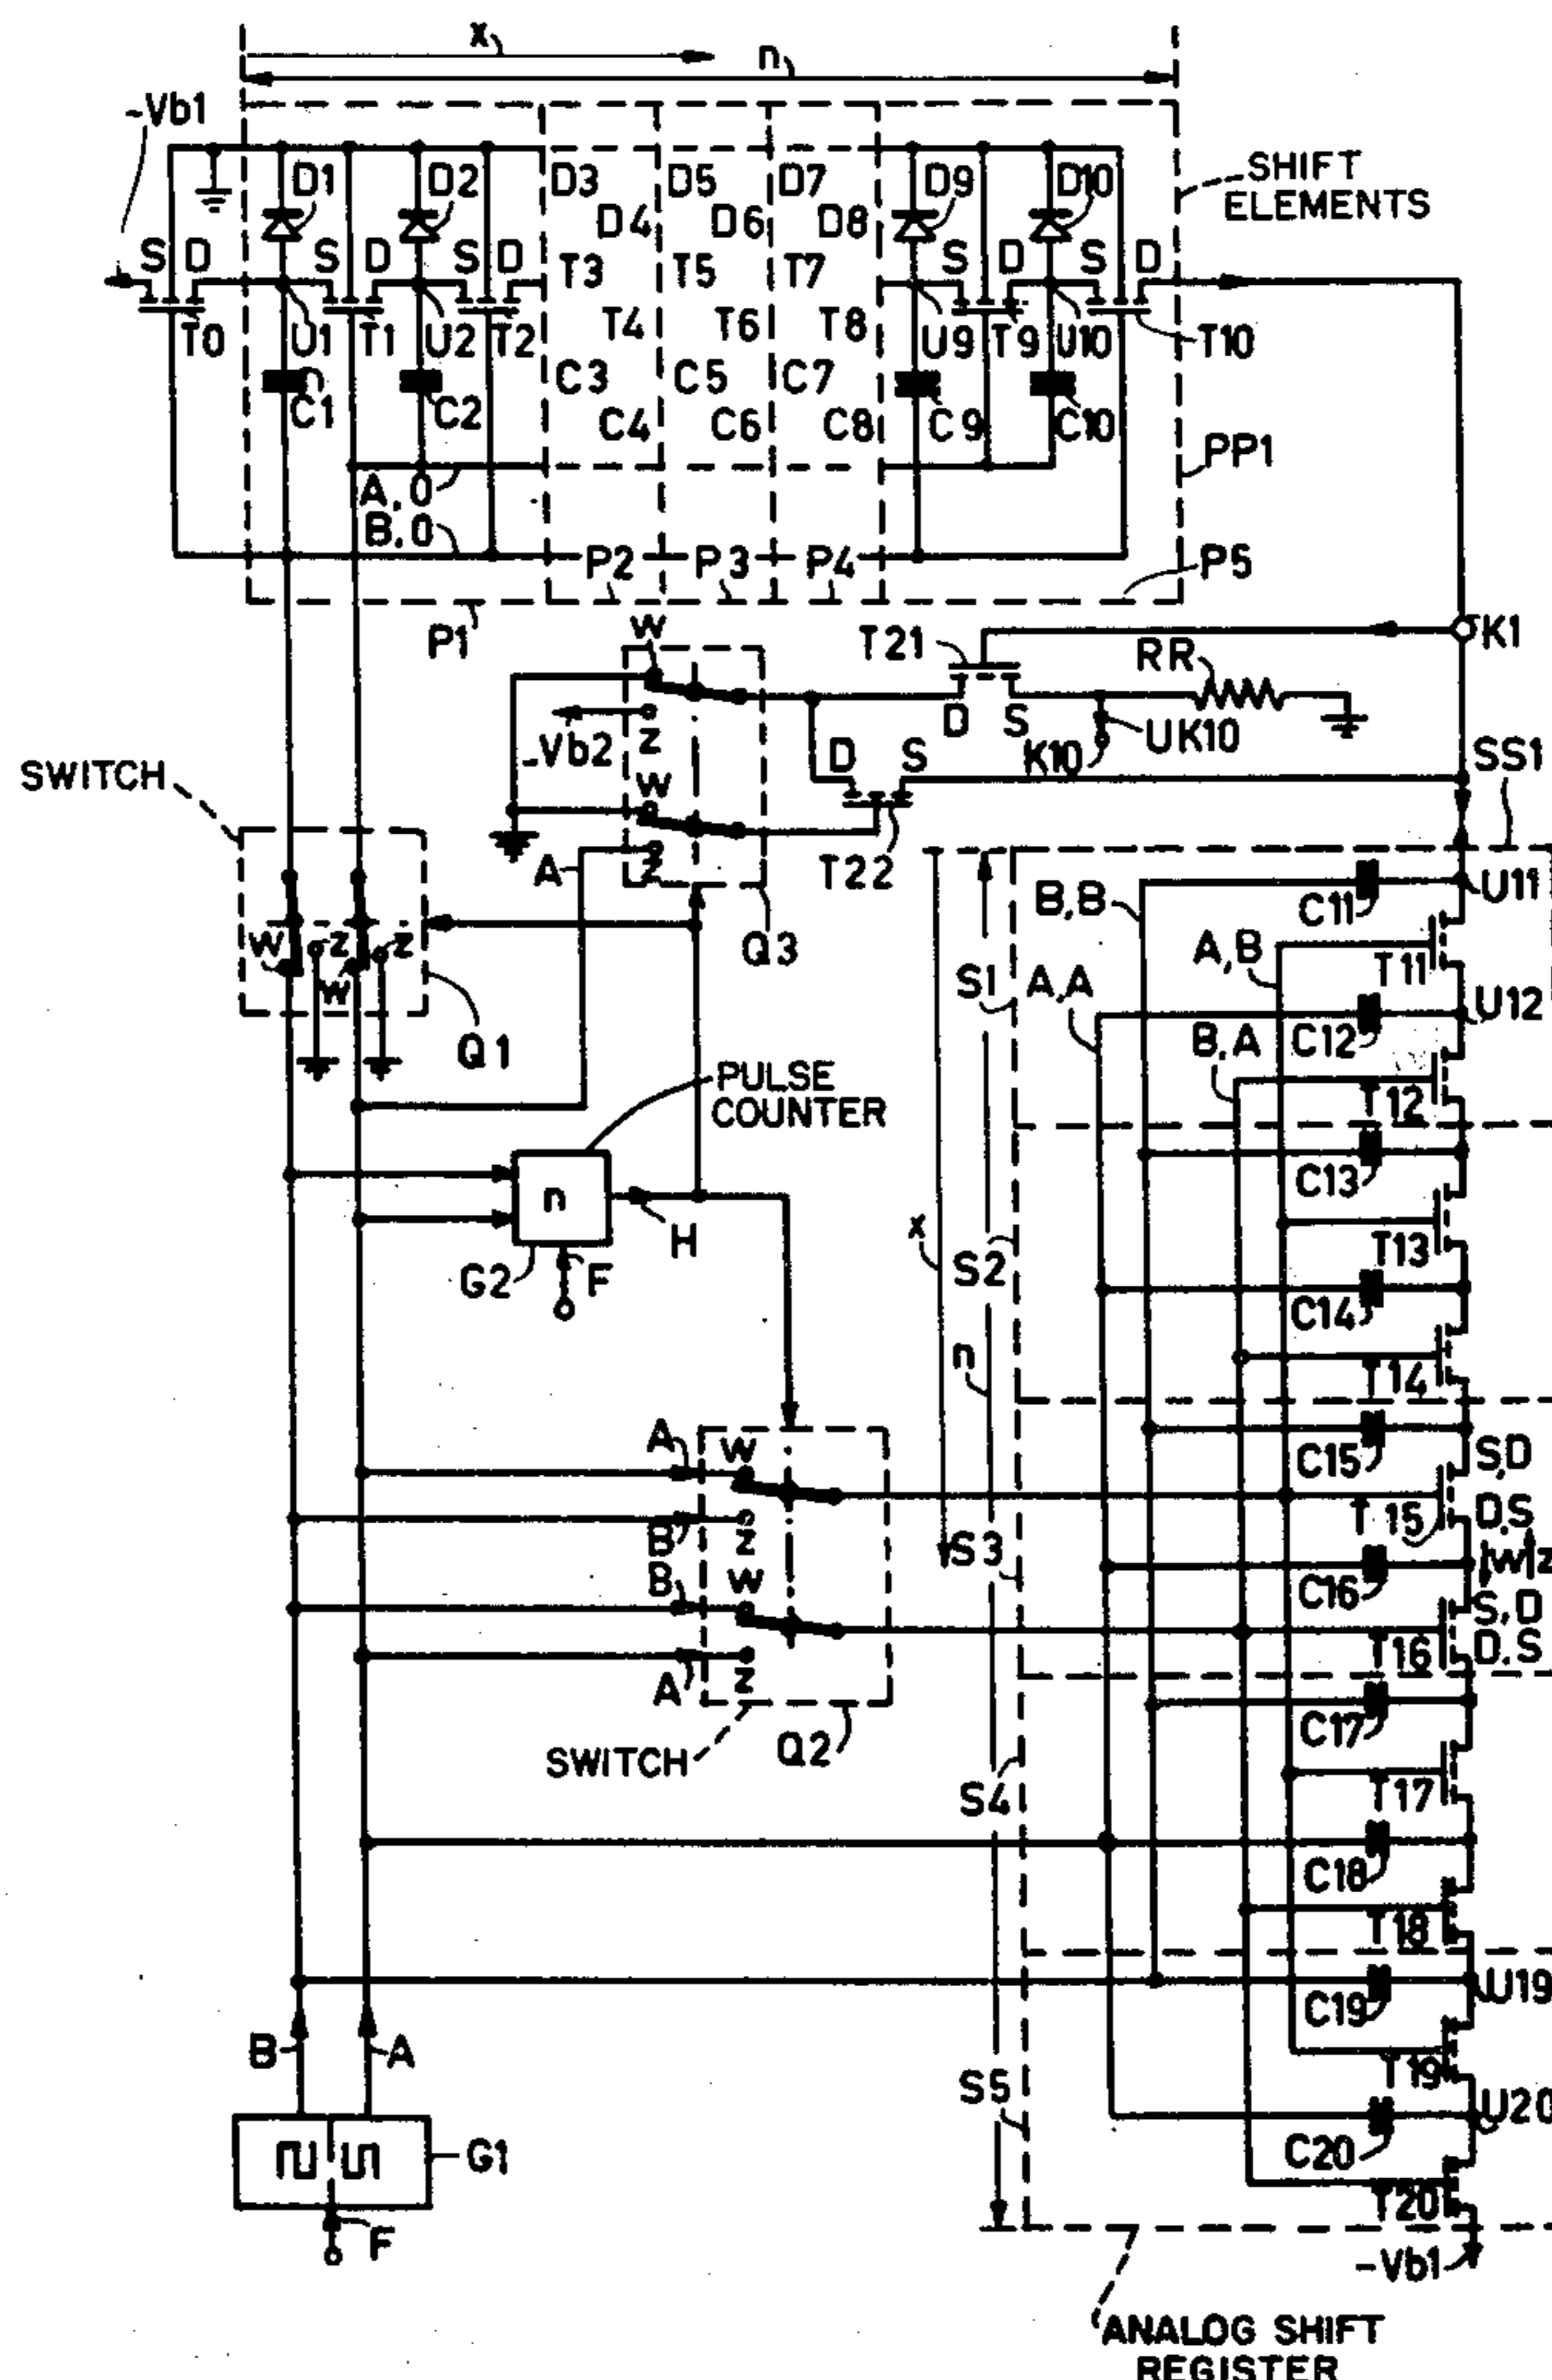 x
n
-Vb1
D1 D2 D3 D5 D7 D9 D10
SHIFT
ELEMENTS
D4 D6 D8
S D S D S D T3 T5 T7 S D S D
T0 U1 T1 U2 T2 T4 T6 T8 U9 T9 U10 T10
C3 C5 C7
C1 C2 C4 C6 C8 C9 C10
PP1
A,0
B,0
P2 P3 P4 P5
P1
W
T21
RR
K1
D S
UK10
K10
-Vb2
Z
W
D S
SS1
SWITCH
A
Z
T22
Q3
B,B
C11
U11
W Z W Z
A,B
T11
S1
A,A
U12
Q1
C12
B,A
PULSE
COUNTER
T12
C13
n
H
x
T13
G2
F
S2
C14
n
T14
A
W
C15
S,D
B
Z
T15
D,S
S3
B
W
C16
W Z
S,D
A
Z
T16
D.S
SWITCH
Q2
C17
S4
T17
C18
T18
C19
U19
B
A
T19
S5
U20
G1
C20
T20
F
-Vb1
ANALOG SHIFT
REGISTER